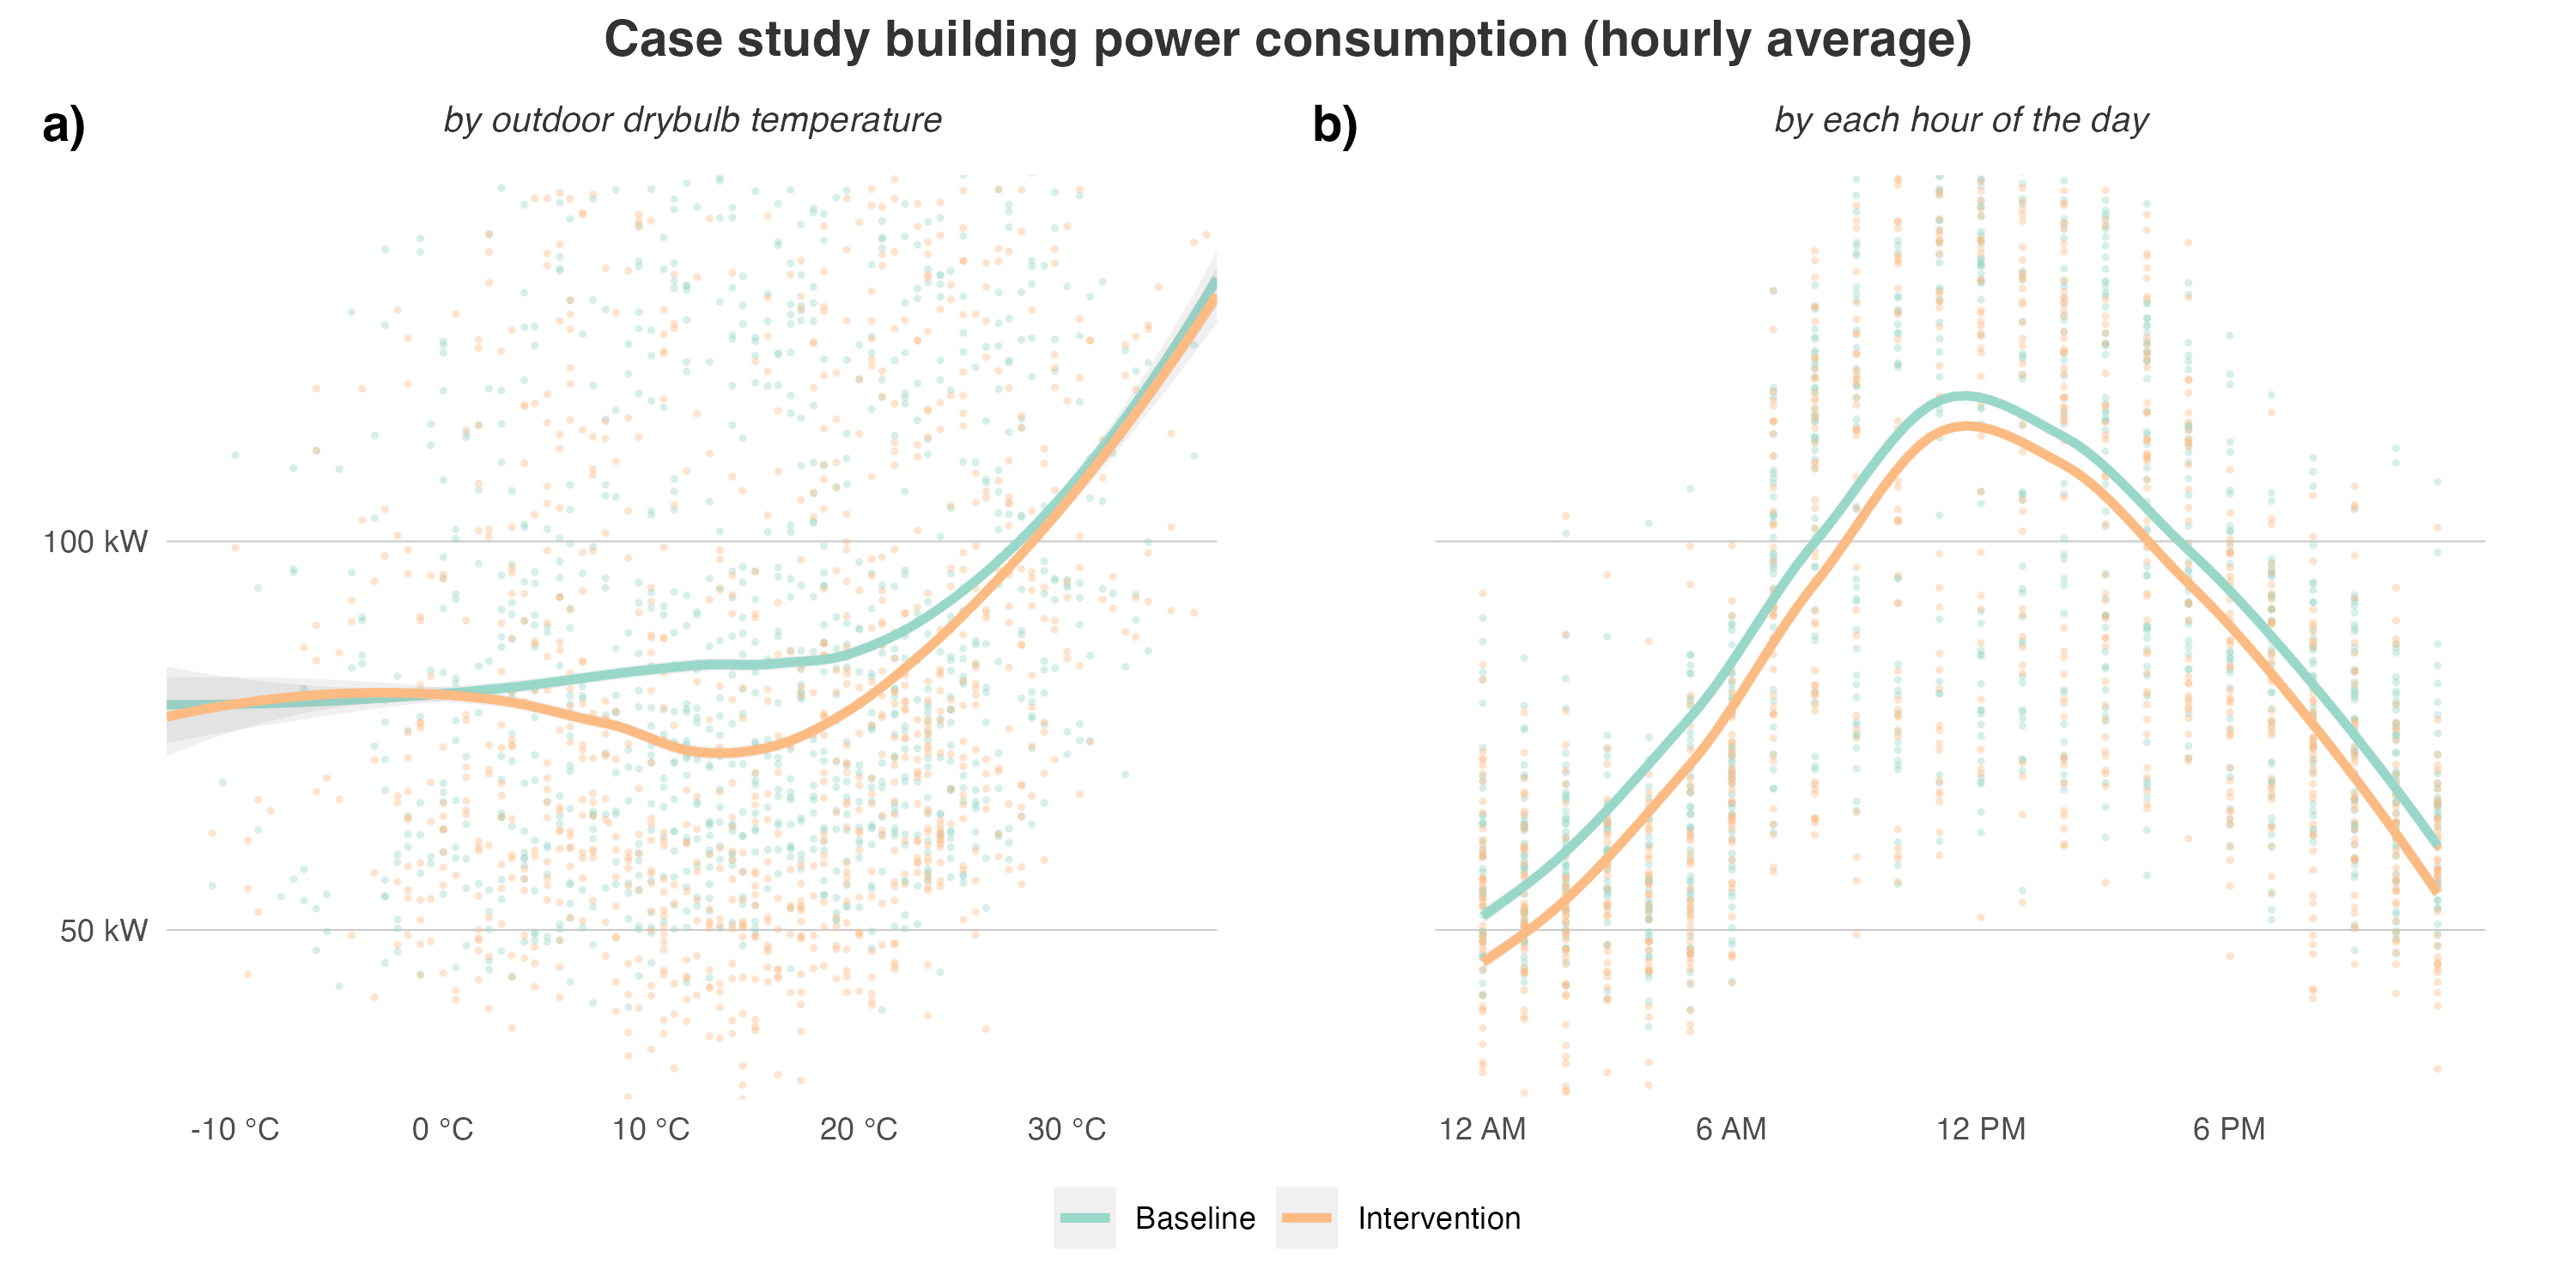 Case study building power consumption (hourly average)
a)
by outdoor drybulb temperature
b)
by each hour of the day
100 kW
50 kW
-10 °C 0 °C 10 °C 20 °C 30 °C
12 AM 6 AM 12 PM 6 PM
Baseline Intervention